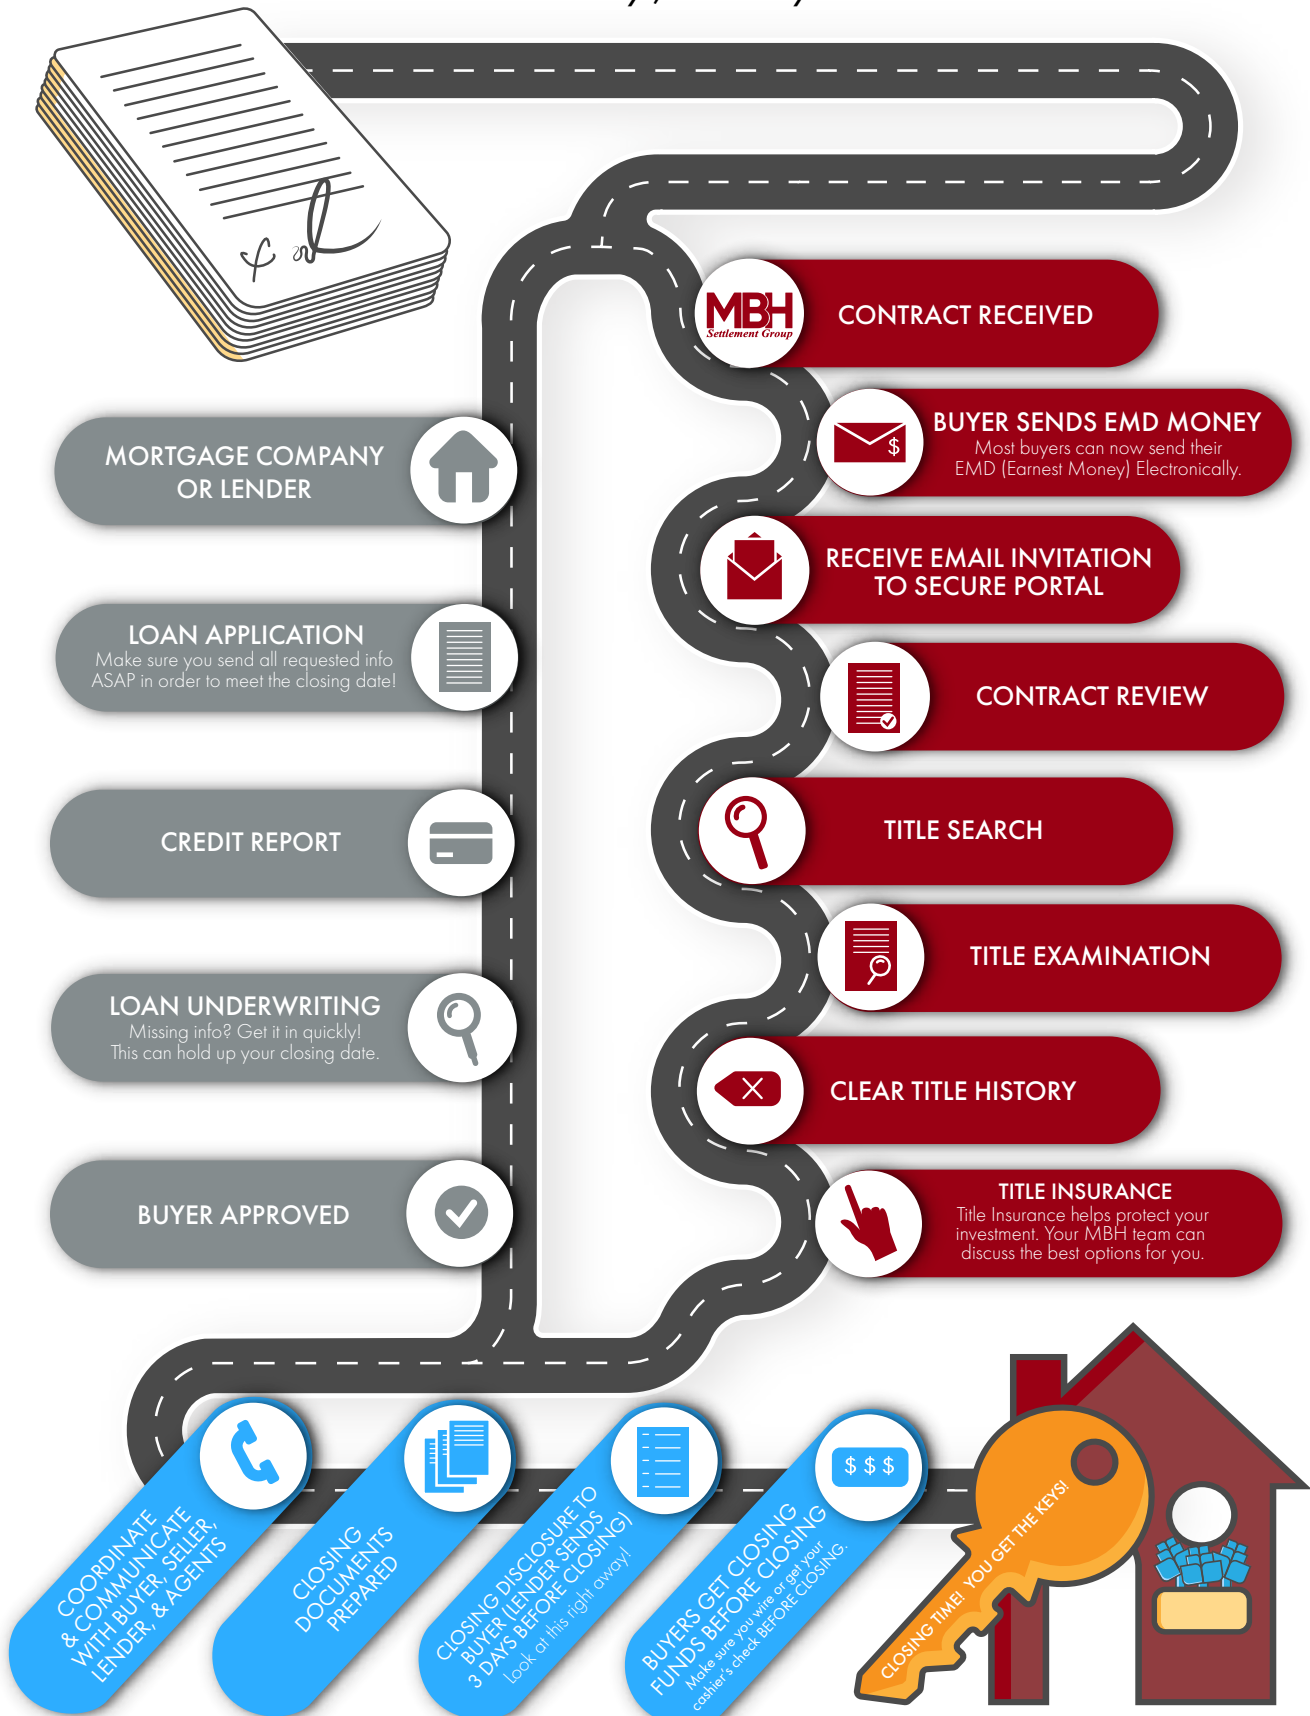 MBH
Settlement Group
CONTRACT RECEIVED
BUYER SENDS EMD MONEY
Most buyers can now send their
EMD (Earnest Money) Electronically.
RECEIVE EMAIL INVITATION
TO SECURE PORTAL
CONTRACT REVIEW
TITLE SEARCH
TITLE EXAMINATION
CLEAR TITLE HISTORY
TITLE INSURANCE
Title Insurance helps protect your
investment. Your MBH team can
discuss the best options for you.
MORTGAGE COMPANY
OR LENDER
LOAN APPLICATION
Make sure you send all requested info
ASAP in order to meet the closing date!
CREDIT REPORT
LOAN UNDERWRITING
Missing info? Get it in quickly!
This can hold up your closing date.
BUYER APPROVED
COORDINATE
& COMMUNICATE
WITH BUYER, SELLER,
LENDER, & AGENTS
CLOSING
DOCUMENTS
PREPARED
CLOSING DISCLOSURE TO
BUYER (LENDER SENDS
3 DAYS BEFORE CLOSING)
Look at this right away!
$ $ $
BUYERS GET CLOSING
FUNDS BEFORE CLOSING
Make sure you wire or get your
cashier's check BEFORE CLOSING.
CLOSING TIME! YOU GET THE KEYS!